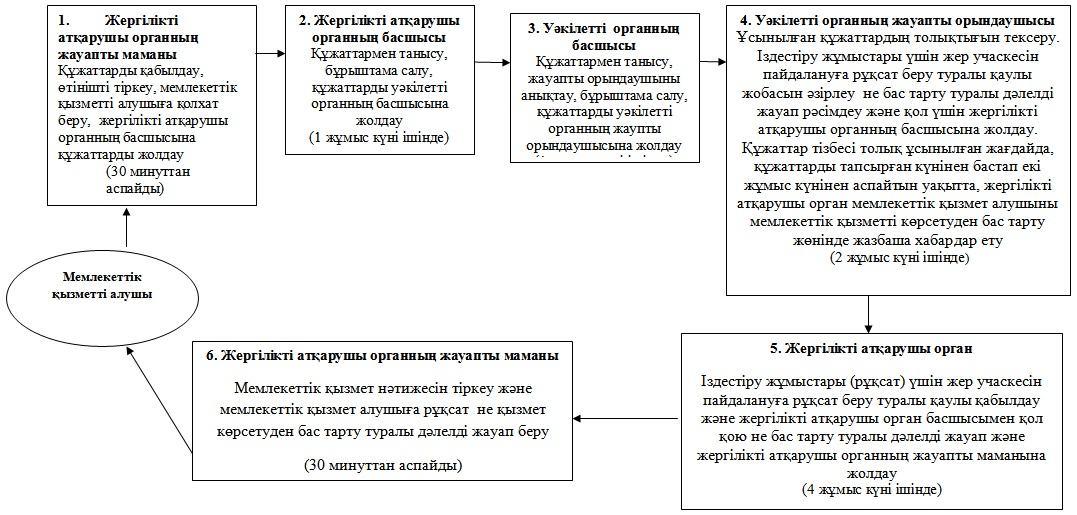 1. Жергілікті
атқарушы органның
жауапты маманы
Құжаттарды қабылдау,
өтінішті тіркеу, мемлекеттік
қызметті алушыға қолхат
беру, жергілікті атқарушы
органның басшысына
құжаттарды жолдау
(30 минуттан
аспайды)
2. Жергілікті атқарушы
органның басшысы
Құжаттармен танысу,
бұрыштама салу,
құжаттарды уәкілетті
органның басшысына
жолдау
(1 жұмыс күні ішінде)
3. Уәкілетті органның
басшысы
Құжаттармен танысу,
жауапты орындаушыны
анықтау, бұрыштама салу,
құжаттарды уәкілетті
органның жаупты
орындаушысына жолдау
4. Уәкілетті органның жауапты орындаушысы
Ұсынылған құжаттардың толықтығын тексеру.
Іздестіру жұмыстары үшін жер учаскесін
пайдалануға рұқсат беру туралы қаулы
жобасын әзірлеу не бас тарту туралы дәлелді
жауап рәсімдеу және қол үшін жергілікті
атқарушы органның басшысына жолдау.
Құжаттар тізбесі толық ұсынылған жағдайда,
құжаттарды тапсырған күнінен бастап екі
жұмыс күнінен аспайтын уақытта, жергілікті
атқарушы орган мемлекеттік қызмет алушыны
мемлекеттік қызметті көрсетуден бас тарту
жөнінде жазбаша хабардар ету
(2 жұмыс күні ішінде)
Мемлекеттік
қызметті алушы
5. Жергілікті атқарушы орган
Іздестіру жұмыстары (рұқсат) үшін жер учаскесін
пайдалануға рұқсат беру туралы қаулы қабылдау
және жергілікті атқарушы орган басшысымен қол
қою не бас тарту туралы дәлелді жауап және
жергілікті атқарушы органның жауапты маманына
жолдау
(4 жұмыс күні ішінде)
6. Жергілікті атқарушы органның жауапты маманы
Мемлекеттік қызмет нәтижесін тіркеу және
мемлекеттік қызмет алушыға рұқсат не қызмет
көрсетуден бас тарту туралы дәлелді жауап беру
(30 минуттан аспайды)